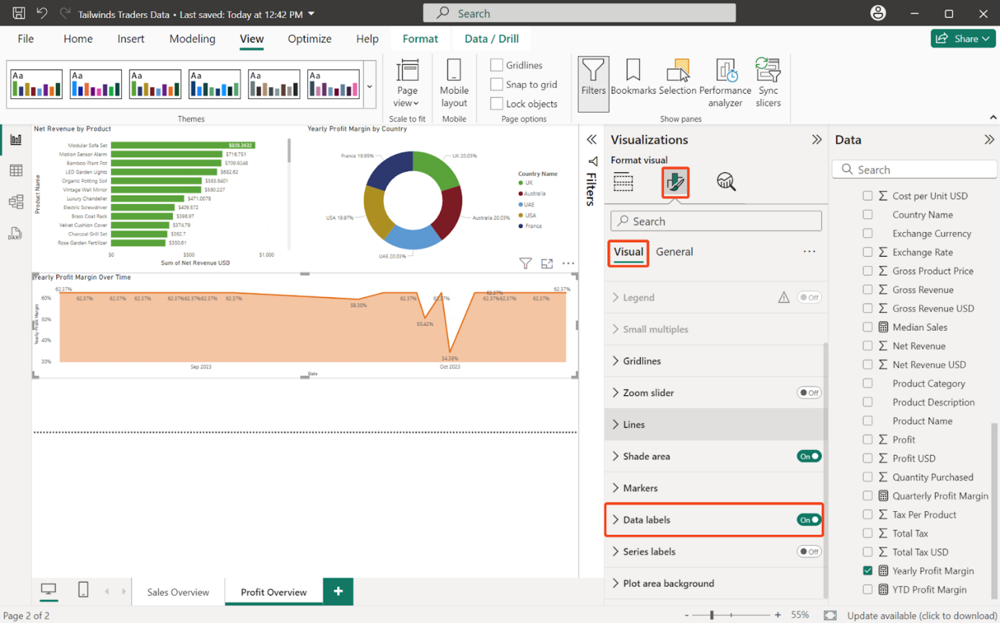 Tailwinds Traders Data • Last saved: Today at 12:42 PM
Search
File Home Insert Modeling View Optimize Help Format Data / Drill
Share
Aa Aa Aa Aa Aa Aa
Themes
Page view
Scale to fit
Mobile layout
Mobile
Gridlines
Snap to grid
Lock objects
Page options
Filters
Bookmarks
Selection
Performance analyzer
Sync slicers
Show panes
DAX
Net Revenue by Product
Product Name
Modular Sofa Set $928.3632
Motion Sensor Alarm $716.751
Bamboo Plant Pot $709.9248
LED Garden Lights $682.62
Organic Potting Soil $583.6401
Vintage Wall Mirror $580.227
Luxury Chandelier $471.0078
Electric Screwdriver $409.572
Brass Coat Rack $398.97
Velvet Cushion Cover $374.79
Charcoal Grill Set $362.7
Rose Garden Fertilizer $350.61
$0 $500 $1,000
Sum of Net Revenue USD
Yearly Profit Margin by Country
France 19.95%
UK 20.03%
USA 19.97%
Australia 20.03%
UAE 20.03%
Country Name
UK
Australia
UAE
USA
France
Yearly Profit Margin Over Time
Yearly Profit Margin
60%
50%
40%
30%
62.37%
62.37% 62.37% 62.37% 62.37% 62.37% 62.37% 62.37%
59.30%
62.37%
50.42%
62.37%
34.38%
62.37%
62.37% 62.37%
62.37%
62.37%
Sep 2023 Oct 2023
Date
Filters
Visualizations
Format visual
Search
Visual General
Legend Off
Small multiples
Gridlines
Zoom slider Off
Lines
Shade area On
Markers
Data labels On
Series labels Off
Plot area background
Data
Search
Cost per Unit USD
Country Name
Exchange Currency
Exchange Rate
Gross Product Price
Gross Revenue
Gross Revenue USD
Median Sales
Net Revenue
Net Revenue USD
Product Category
Product Description
Product Name
Profit
Profit USD
Quantity Purchased
Quarterly Profit Margin
Tax Per Product
Total Tax
Total Tax USD
Yearly Profit Margin
YTD Profit Margin
Sales Overview Profit Overview +
Page 2 of 2
- + 55%
Update available (click to download)